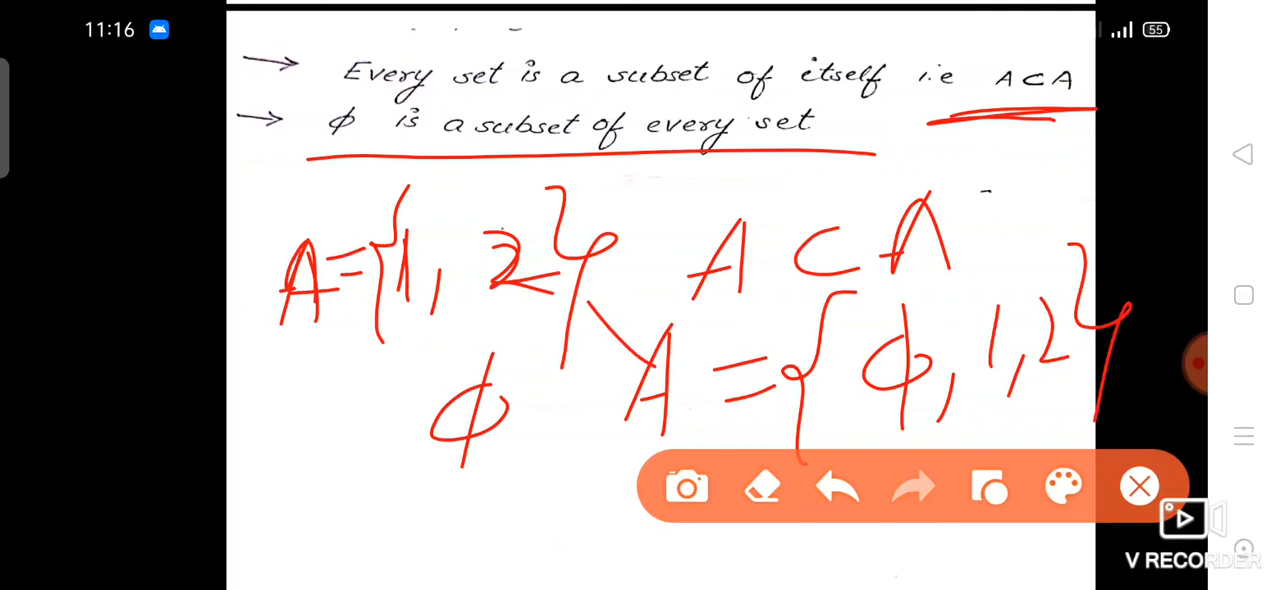 11:16
55
→ Every set is a subset of itself i.e A⊂A
→ ϕ is a subset of every set
A={1, 2} A ⊂ A
ϕ A={ϕ, 1, 2}
V RECORDER